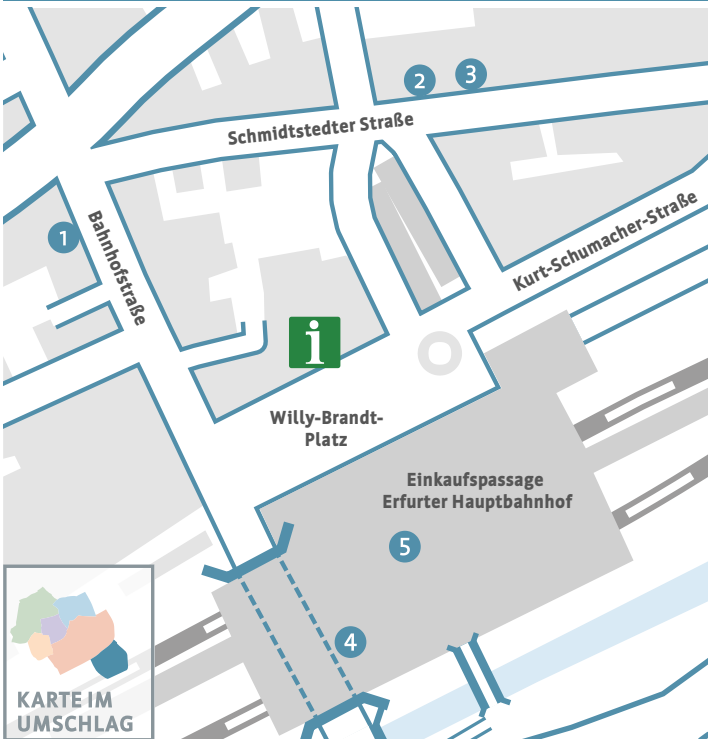 2
3
Schmidtstedter Straße
1
Bahnhofstraße
Kurt-Schumacher-Straße
i
Willy-Brandt-
Platz
Einkaufspassage
Erfurter Hauptbahnhof
5
4
KARTE IM
UMSCHLAG